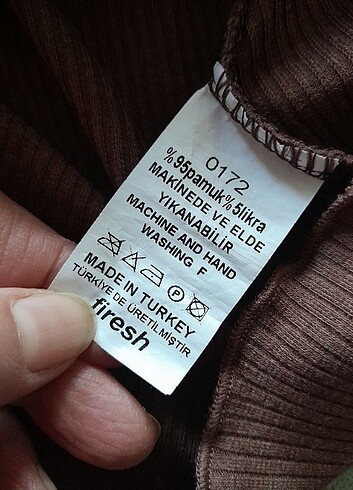 0172
%95pamuk%5likra
MAKİNEDE VE ELDE
YIKANABİLİR
MACHINE AND HAND
WASHING F
P
MADE IN TURKEY
TÜRKİYE DE ÜRETİLMİŞTİR
firesh